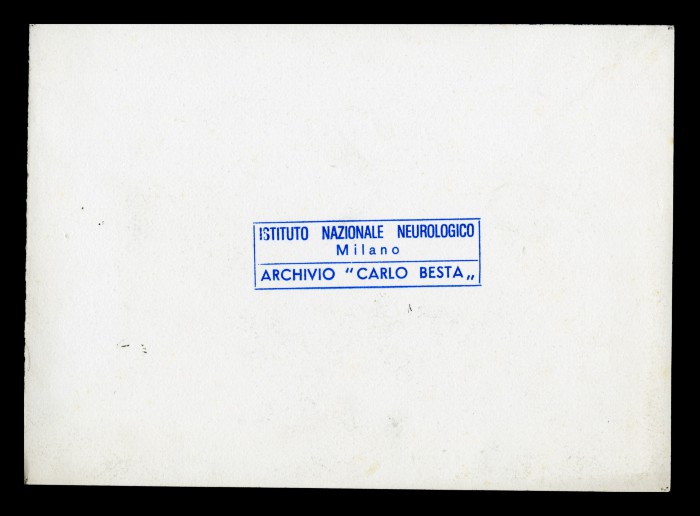 ISTITUTO NAZIONALE NEUROLOGICO
Milano
ARCHIVIO "CARLO BESTA„